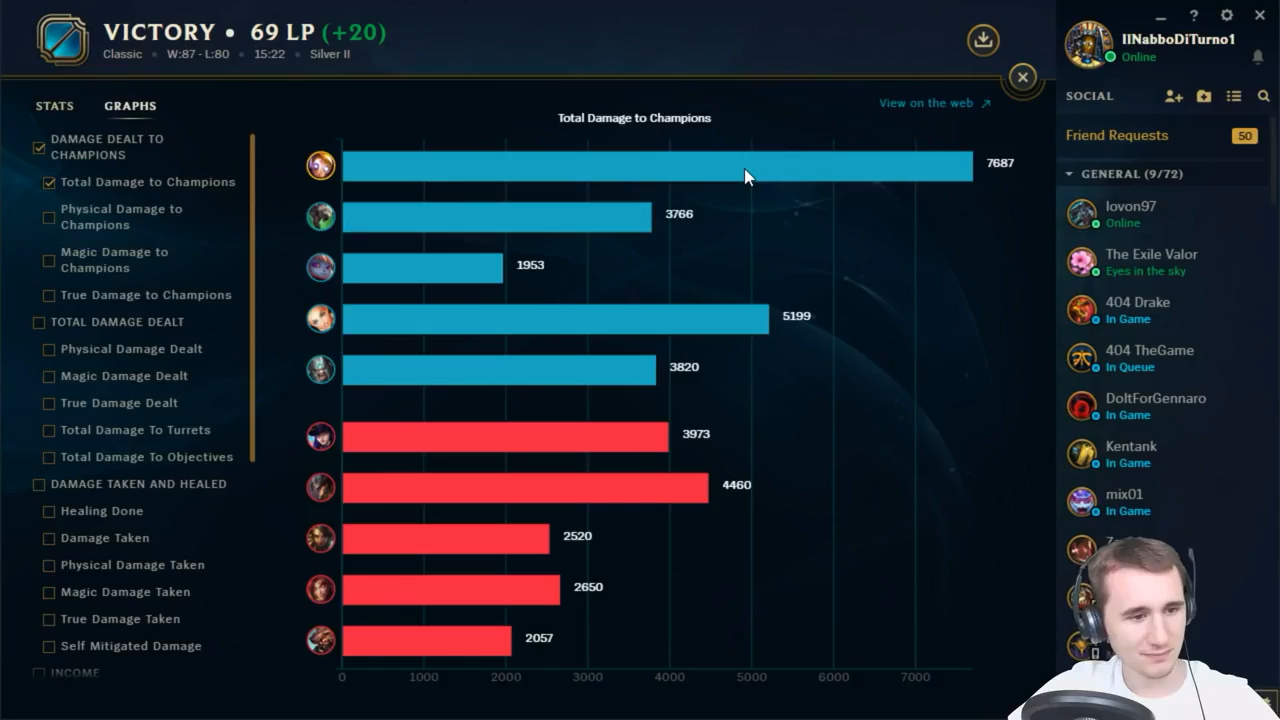 VICTORY • 69 LP (+20)
Classic • W:87 - L:80 • 15:22 • Silver II
STATS GRAPHS
View on the web
DAMAGE DEALT TO
CHAMPIONS
Total Damage to Champions
Physical Damage to
Champions
Magic Damage to
Champions
True Damage to Champions
TOTAL DAMAGE DEALT
Physical Damage Dealt
Magic Damage Dealt
True Damage Dealt
Total Damage To Turrets
Total Damage To Objectives
DAMAGE TAKEN AND HEALED
Healing Done
Damage Taken
Physical Damage Taken
Magic Damage Taken
True Damage Taken
Self Mitigated Damage
INCOME
Total Damage to Champions
7687
3766
1953
5199
3820
3973
4460
2520
2650
2057
0 1000 2000 3000 4000 5000 6000 7000
?
IlNabboDiTurno1
Online
SOCIAL
Friend Requests 50
GENERAL (9/72)
lovon97
Online
The Exile Valor
Eyes in the sky
404 Drake
In Game
404 TheGame
In Queue
DoItForGennaro
In Game
Kentank
In Game
mix01
In Game